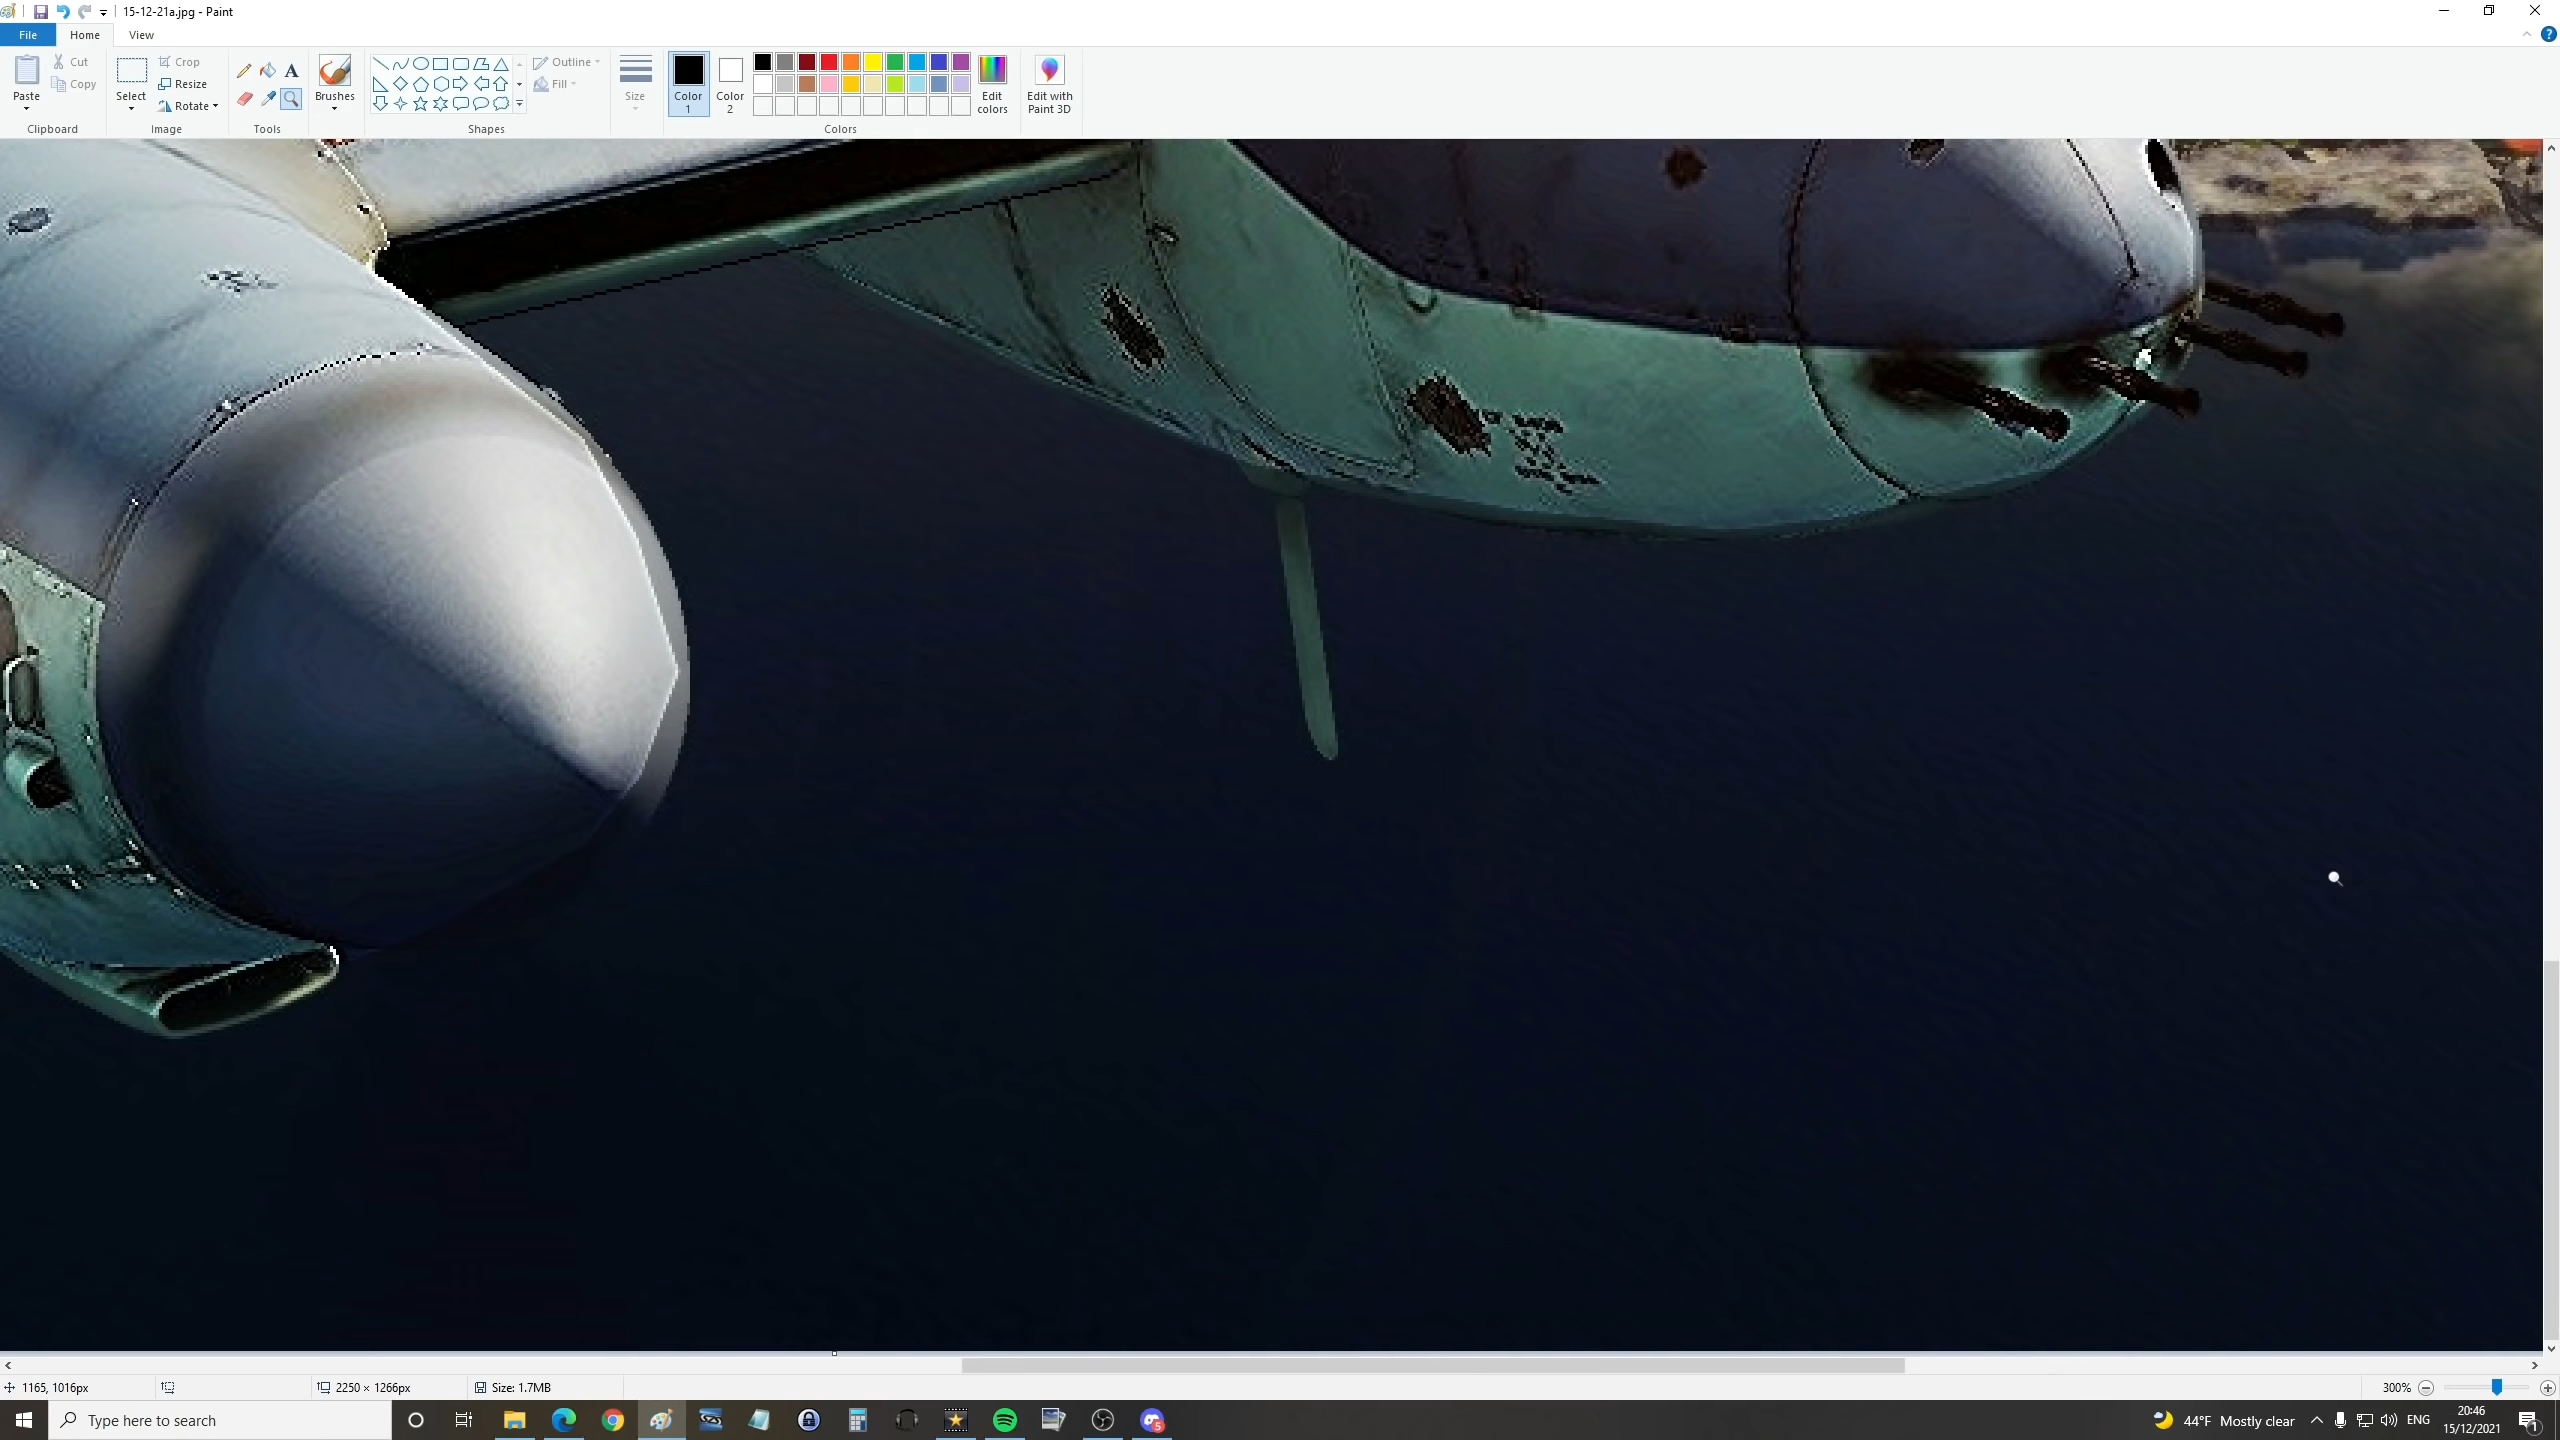 15-12-21a.jpg - Paint
File Home View
Paste
Cut
Copy
Clipboard
Select
Crop
Resize
Rotate
Image
A
Tools
Brushes
Outline
Fill
Shapes
Size
Color 1
Color 2
Edit colors
Colors
Edit with Paint 3D
1165, 1016px
2250 × 1266px
Size: 1.7MB
300%
Type here to search
5
44°F Mostly clear
ENG
20:46
15/12/2021
1